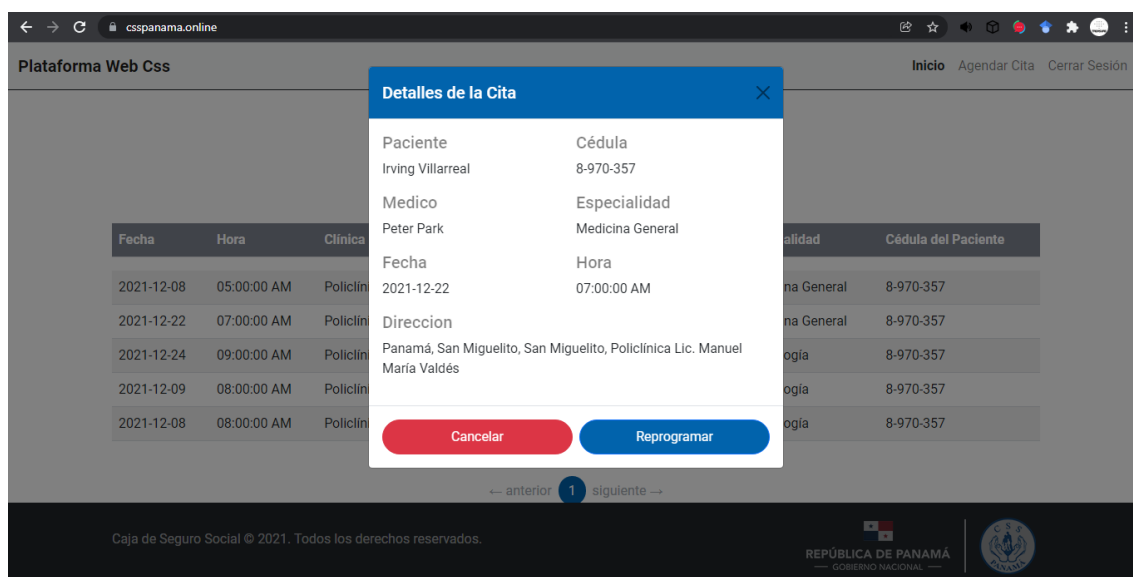 csspanama.online
Plataforma Web Css
Inicio Agendar Cita Cerrar Sesión
Detalles de la Cita
Paciente Cédula
Irving Villarreal 8-970-357
Medico Especialidad
Peter Park Medicina General
Fecha Hora
2021-12-22 07:00:00 AM
Direccion
Panamá, San Miguelito, San Miguelito, Policlínica Lic. Manuel
María Valdés
Cancelar Reprogramar
Fecha Hora Clínica alidad Cédula del Paciente
2021-12-08 05:00:00 AM Policlín na General 8-970-357
2021-12-22 07:00:00 AM Policlín na General 8-970-357
2021-12-24 09:00:00 AM Policlín ogía 8-970-357
2021-12-09 08:00:00 AM Policlín ogía 8-970-357
2021-12-08 08:00:00 AM Policlín ogía 8-970-357
← anterior 1 siguiente →
Caja de Seguro Social © 2021. Todos los derechos reservados.
REPÚBLICA DE PANAMÁ
— GOBIERNO NACIONAL —
C S S
PANAMA